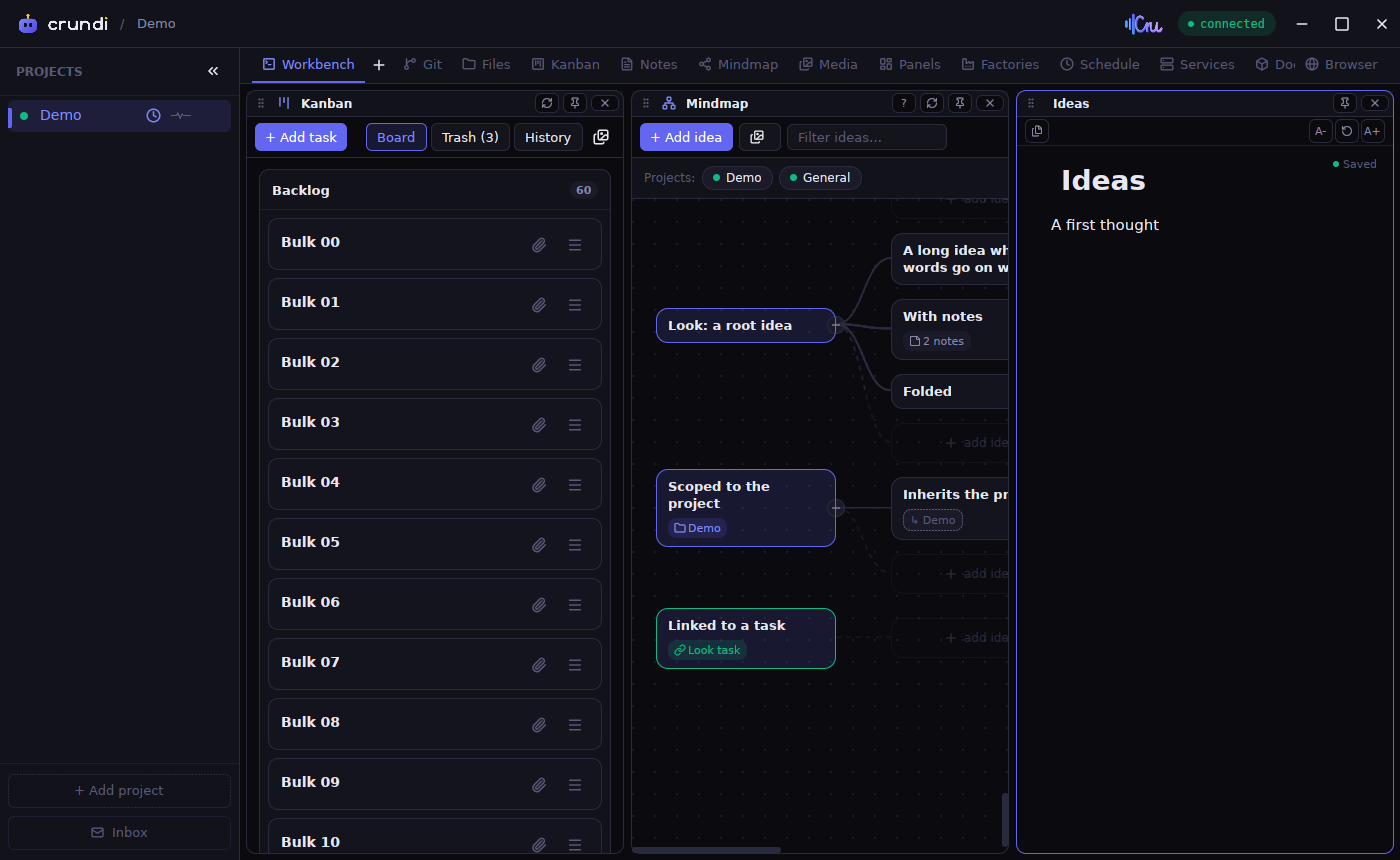 crundi / Demo
Cru
connected
PROJECTS
Demo
+ Add project
Inbox
Workbench + Git Files Kanban Notes Mindmap Media Panels Factories Schedule Services Doc Browser
Kanban
+ Add task Board Trash (3) History
Backlog 60
Bulk 00
Bulk 01
Bulk 02
Bulk 03
Bulk 04
Bulk 05
Bulk 06
Bulk 07
Bulk 08
Bulk 09
Bulk 10
Mindmap ?
+ Add idea Filter ideas...
Projects: Demo General
+ add ide
A long idea wh
words go on w
Look: a root idea
With notes
2 notes
Folded
+ add ide
Scoped to the
project
Demo
Inherits the pr
↳ Demo
+ add ide
Linked to a task
Look task
+ add ide
Ideas
A- A+
Saved
Ideas
A first thought